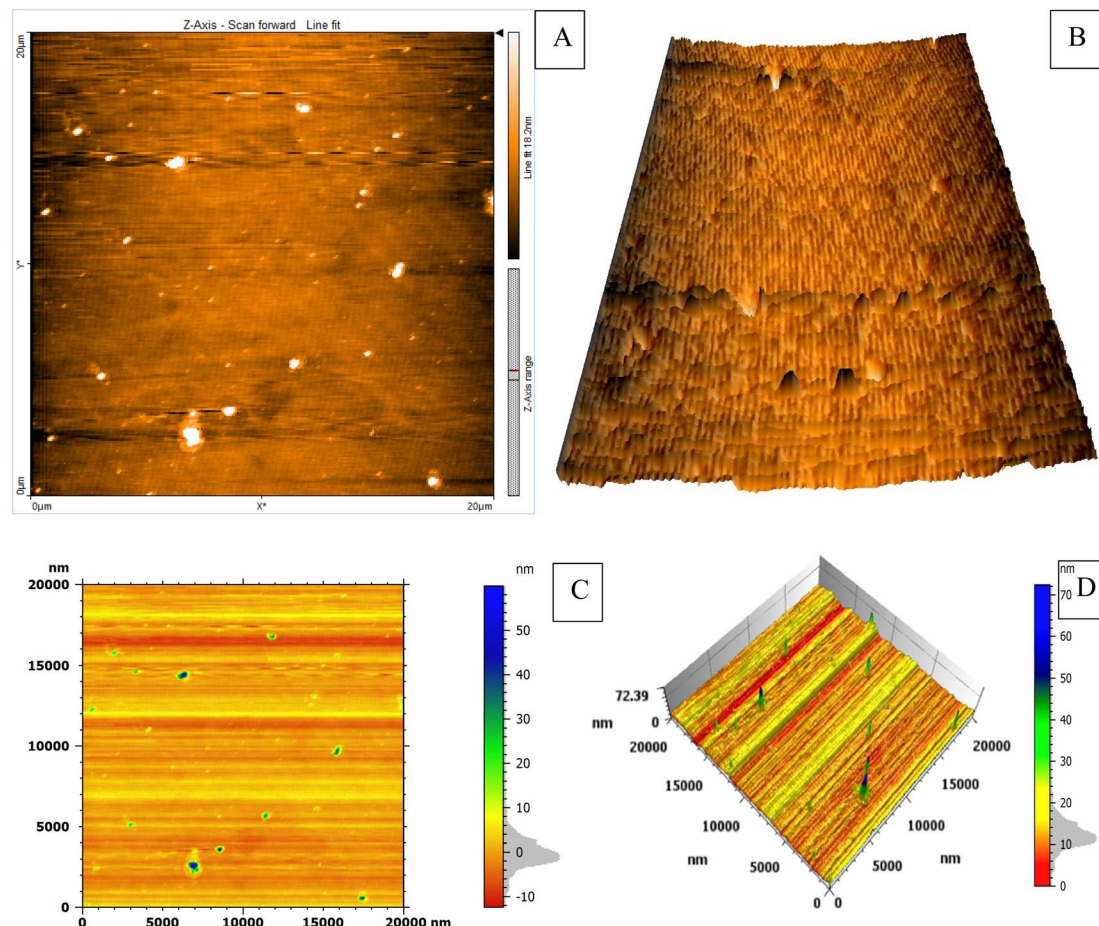 Z-Axis - Scan forward Line fit
A
B
20µm
Line fit 18.2nm
Y*
Z-Axis range
0µm
0µm
X*
20µm
nm
20000
15000
10000
5000
0
0
5000
10000
15000
20000 nm
nm
50
40
30
20
10
0
-10
C
72.39
nm
0
20000
15000
10000
nm
5000
0
0
5000
nm
10000
15000
20000
nm
70
60
50
40
30
20
10
0
D